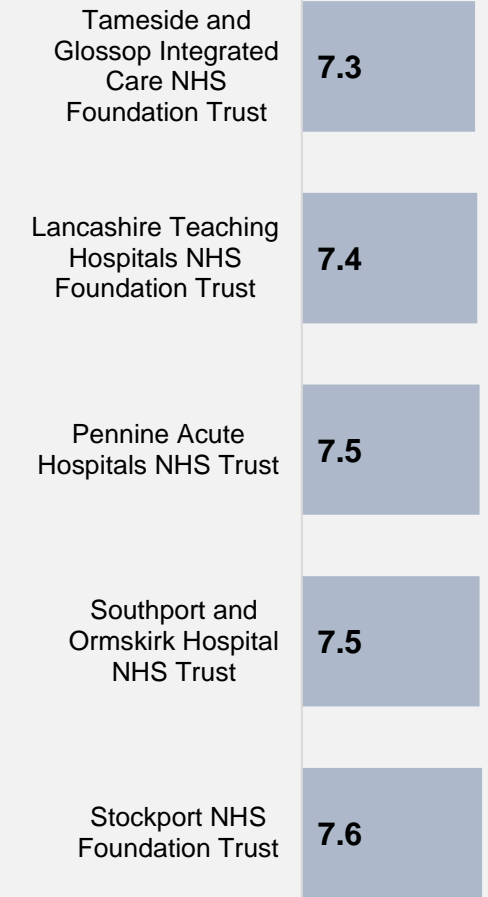 Tameside and
Glossop Integrated
Care NHS
Foundation Trust
7.3
Lancashire Teaching
Hospitals NHS
Foundation Trust
7.4
Pennine Acute
Hospitals NHS Trust
7.5
Southport and
Ormskirk Hospital
NHS Trust
7.5
Stockport NHS
Foundation Trust
7.6